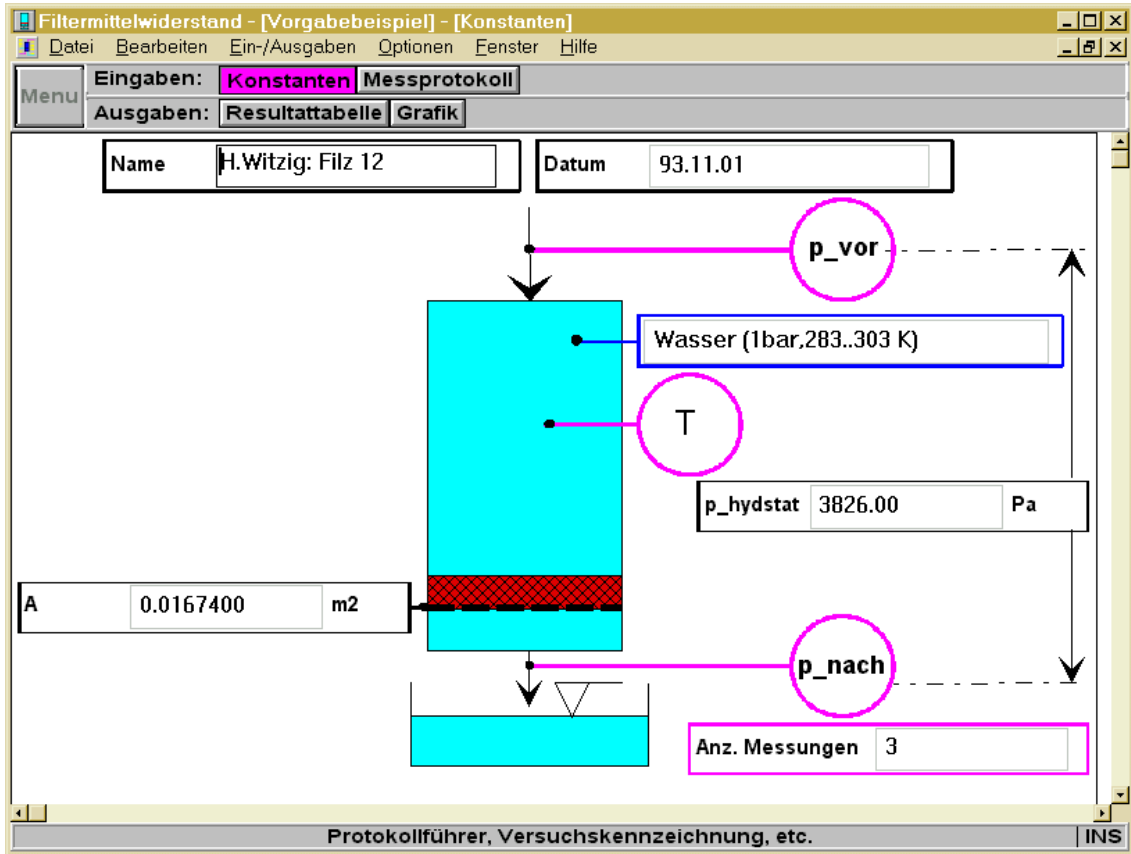 Filtermittelwiderstand - [Vorgabebeispiel] - [Konstanten]
Datei Bearbeiten Ein-/Ausgaben Optionen Fenster Hilfe
Menu
Eingaben: Konstanten Messprotokoll
Ausgaben: Resultattabelle Grafik
Name H.Witzig: Filz 12 Datum 93.11.01
p_vor
Wasser (1bar,283..303 K)
T
p_hydstat 3826.00 Pa
A 0.0167400 m2
p_nach
Anz. Messungen 3
Protokollführer, Versuchskennzeichnung, etc. INS